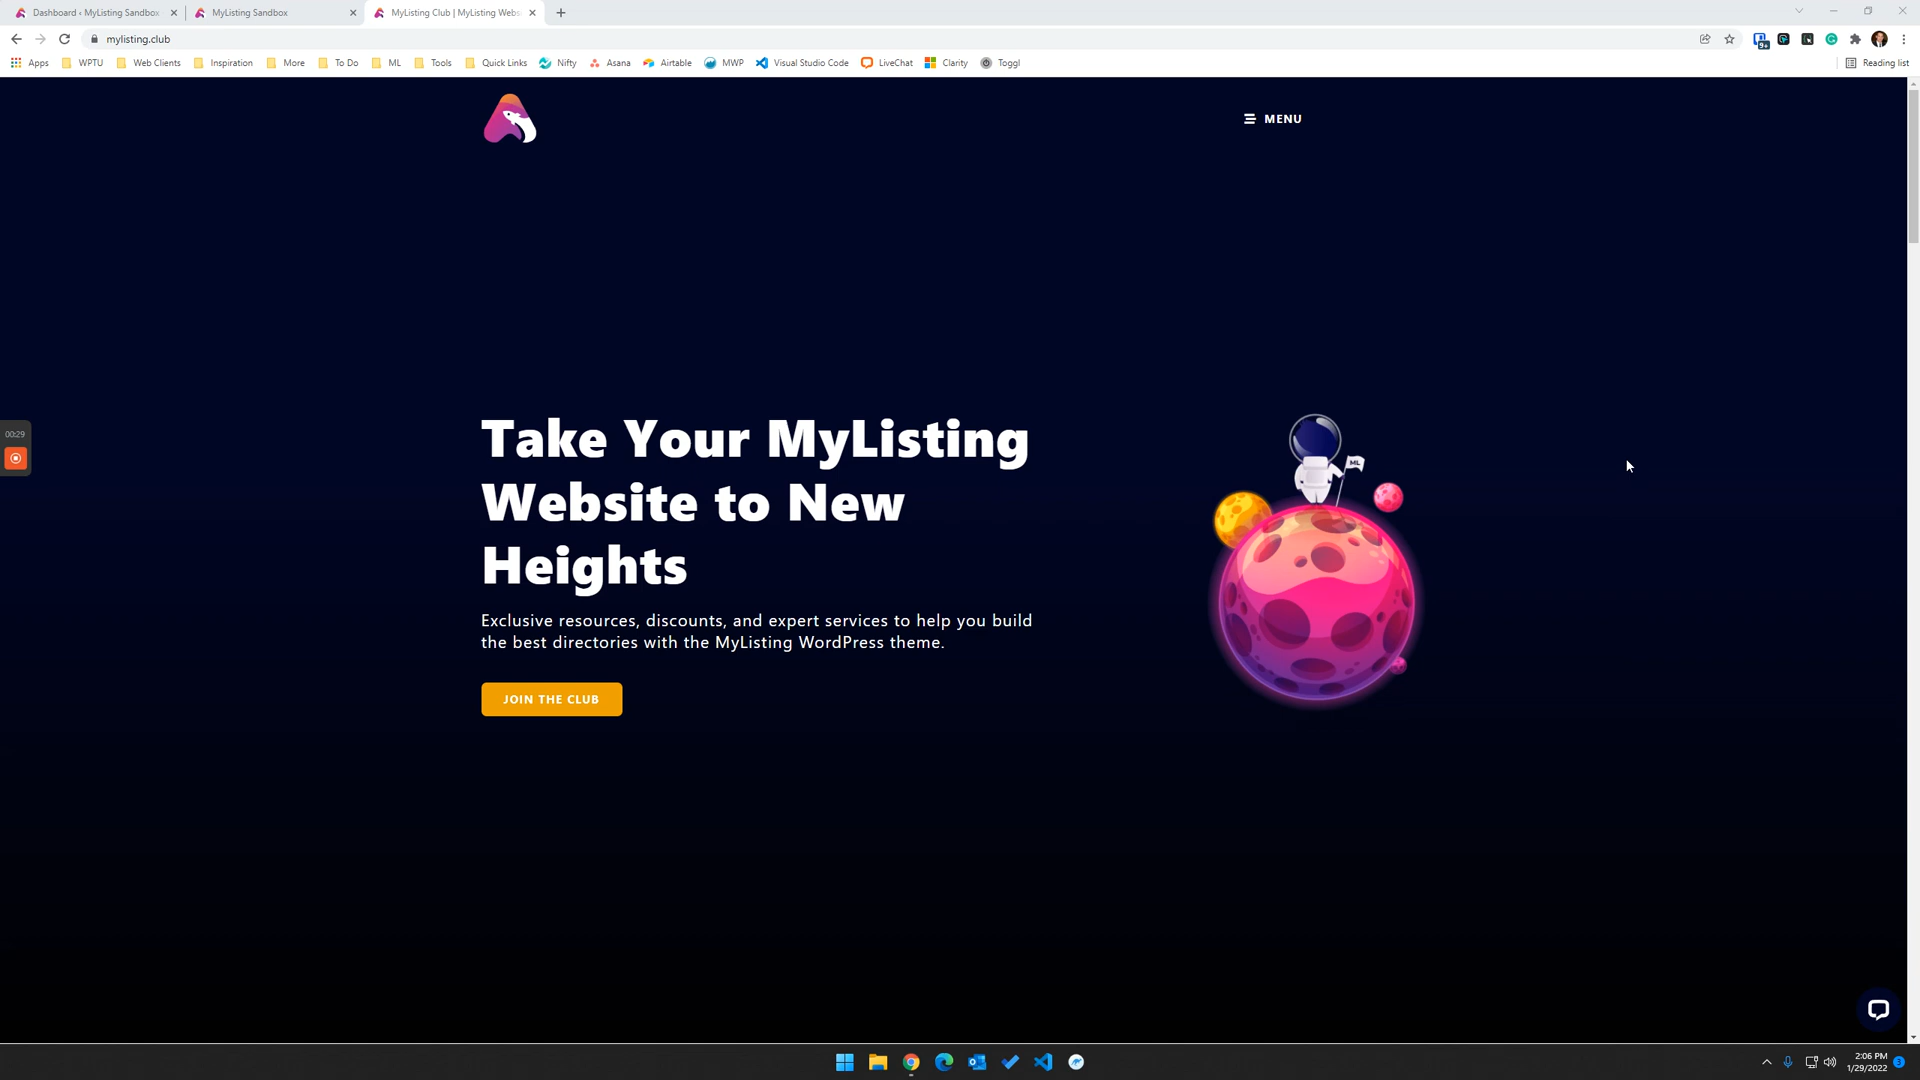 Dashboard ‹ MyListing Sandbox
MyListing Sandbox
MyListing Club | MyListing Webs
mylisting.club
Apps
WPTU
Web Clients
Inspiration
More
To Do
ML
Tools
Quick Links
Nifty
Asana
Airtable
MWP
Visual Studio Code
LiveChat
Clarity
Toggl
Reading list
9+
MENU
00:29
Take Your MyListing
Website to New
Heights
ML
Exclusive resources, discounts, and expert services to help you build
the best directories with the MyListing WordPress theme.
JOIN THE CLUB
2:06 PM
1/29/2022
3